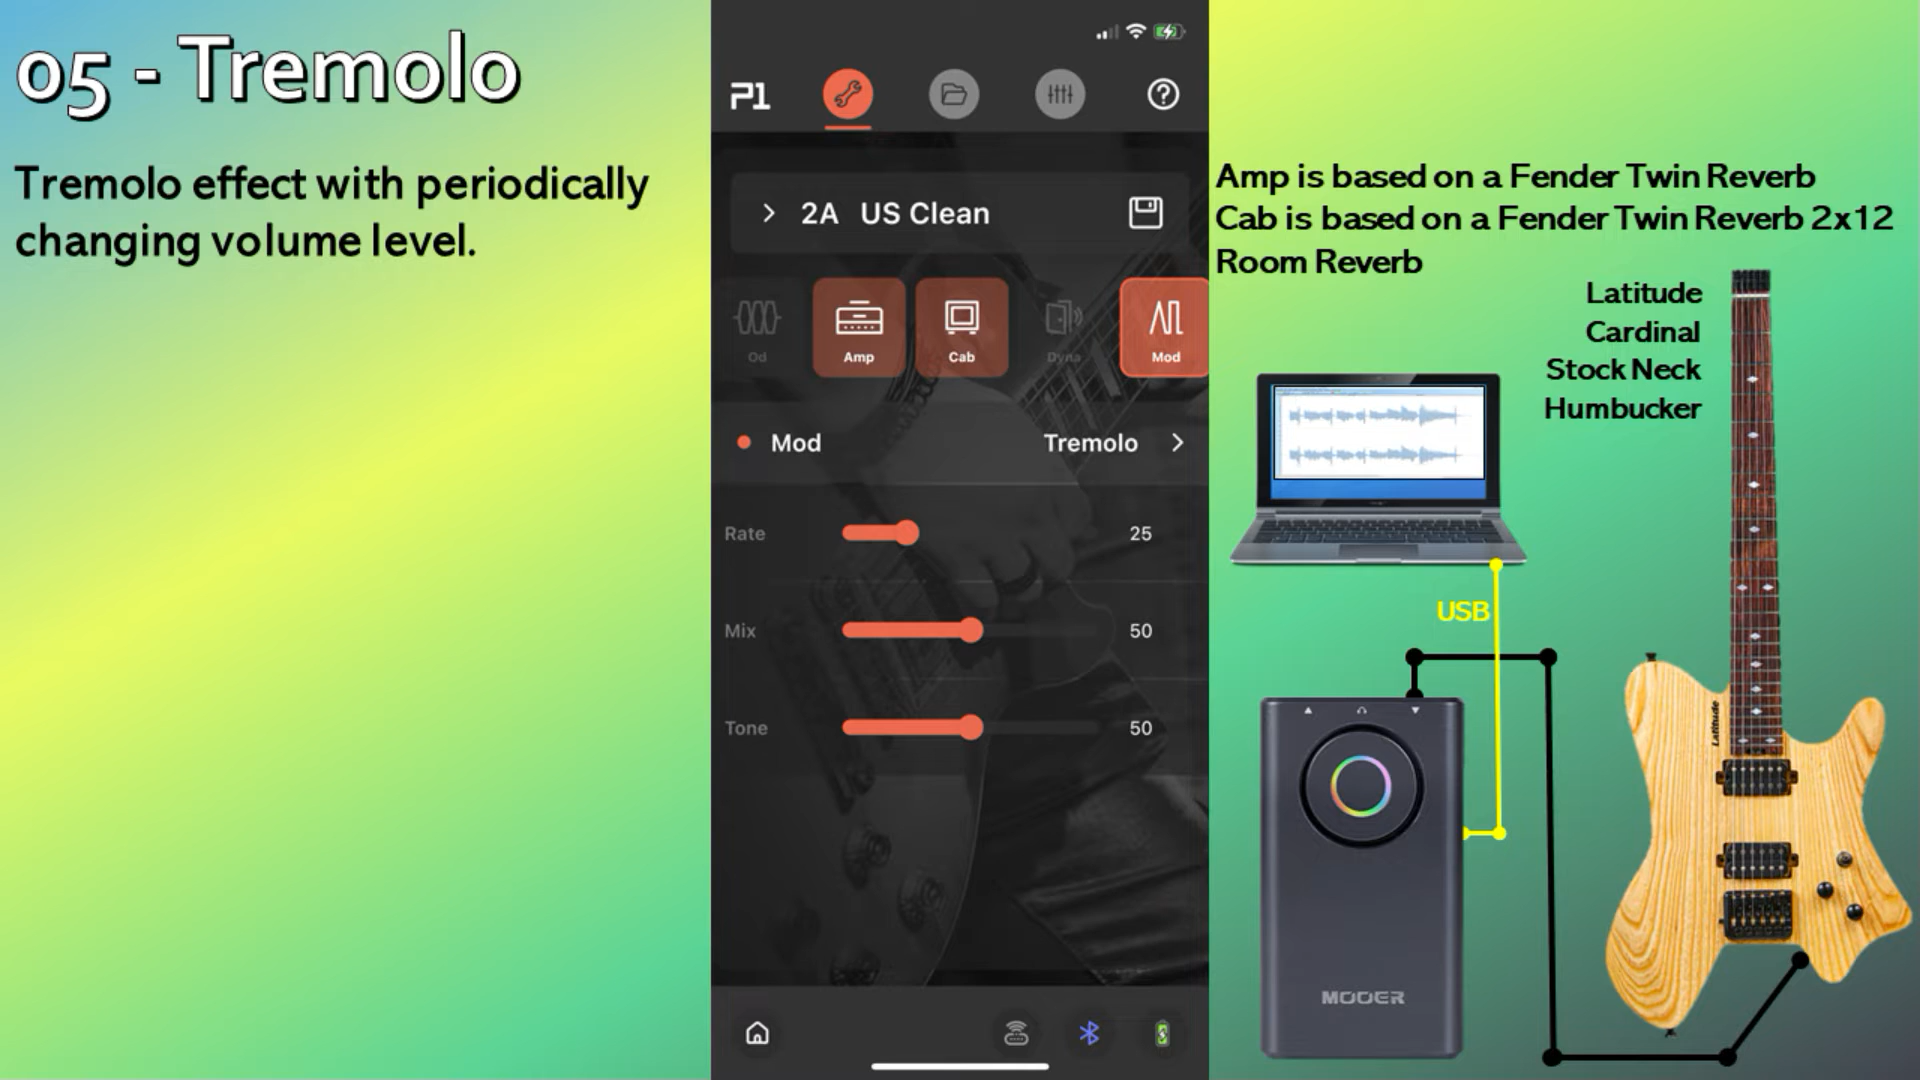 05 - Tremolo
Tremolo effect with periodically
changing volume level.
P1
2A US Clean
Od
Amp
Cab
Dyna
Mod
Mod
Tremolo
Rate
25
Mix
50
Tone
50
Amp is based on a Fender Twin Reverb
Cab is based on a Fender Twin Reverb 2x12
Room Reverb
Latitude
Cardinal
Stock Neck
Humbucker
USB
Latitude
MOOER